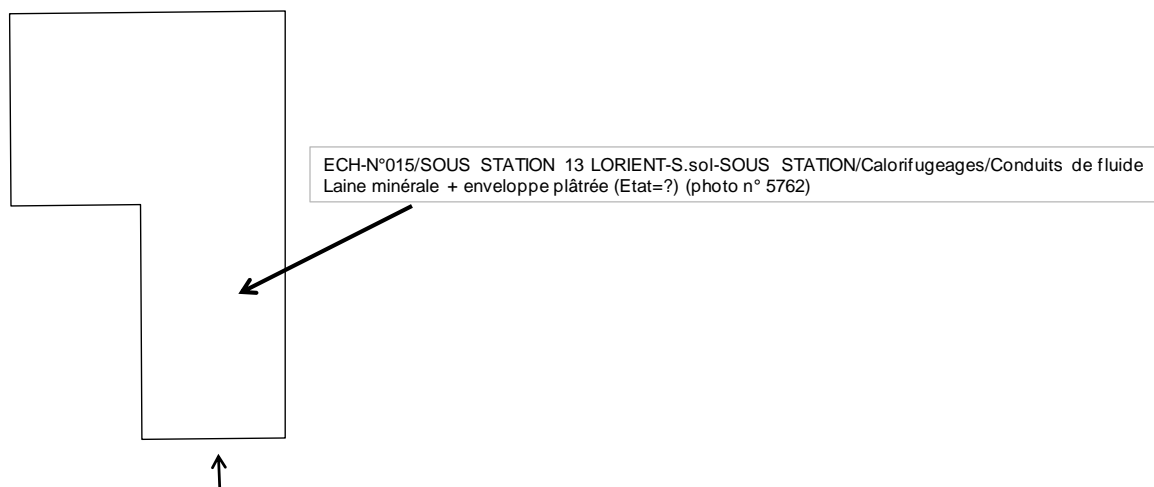 ECH-N°015/SOUS STATION 13 LORIENT-S.sol-SOUS STATION/Calorifugeages/Conduits de fluide
Laine minérale + enveloppe plâtrée (Etat=?) (photo n° 5762)